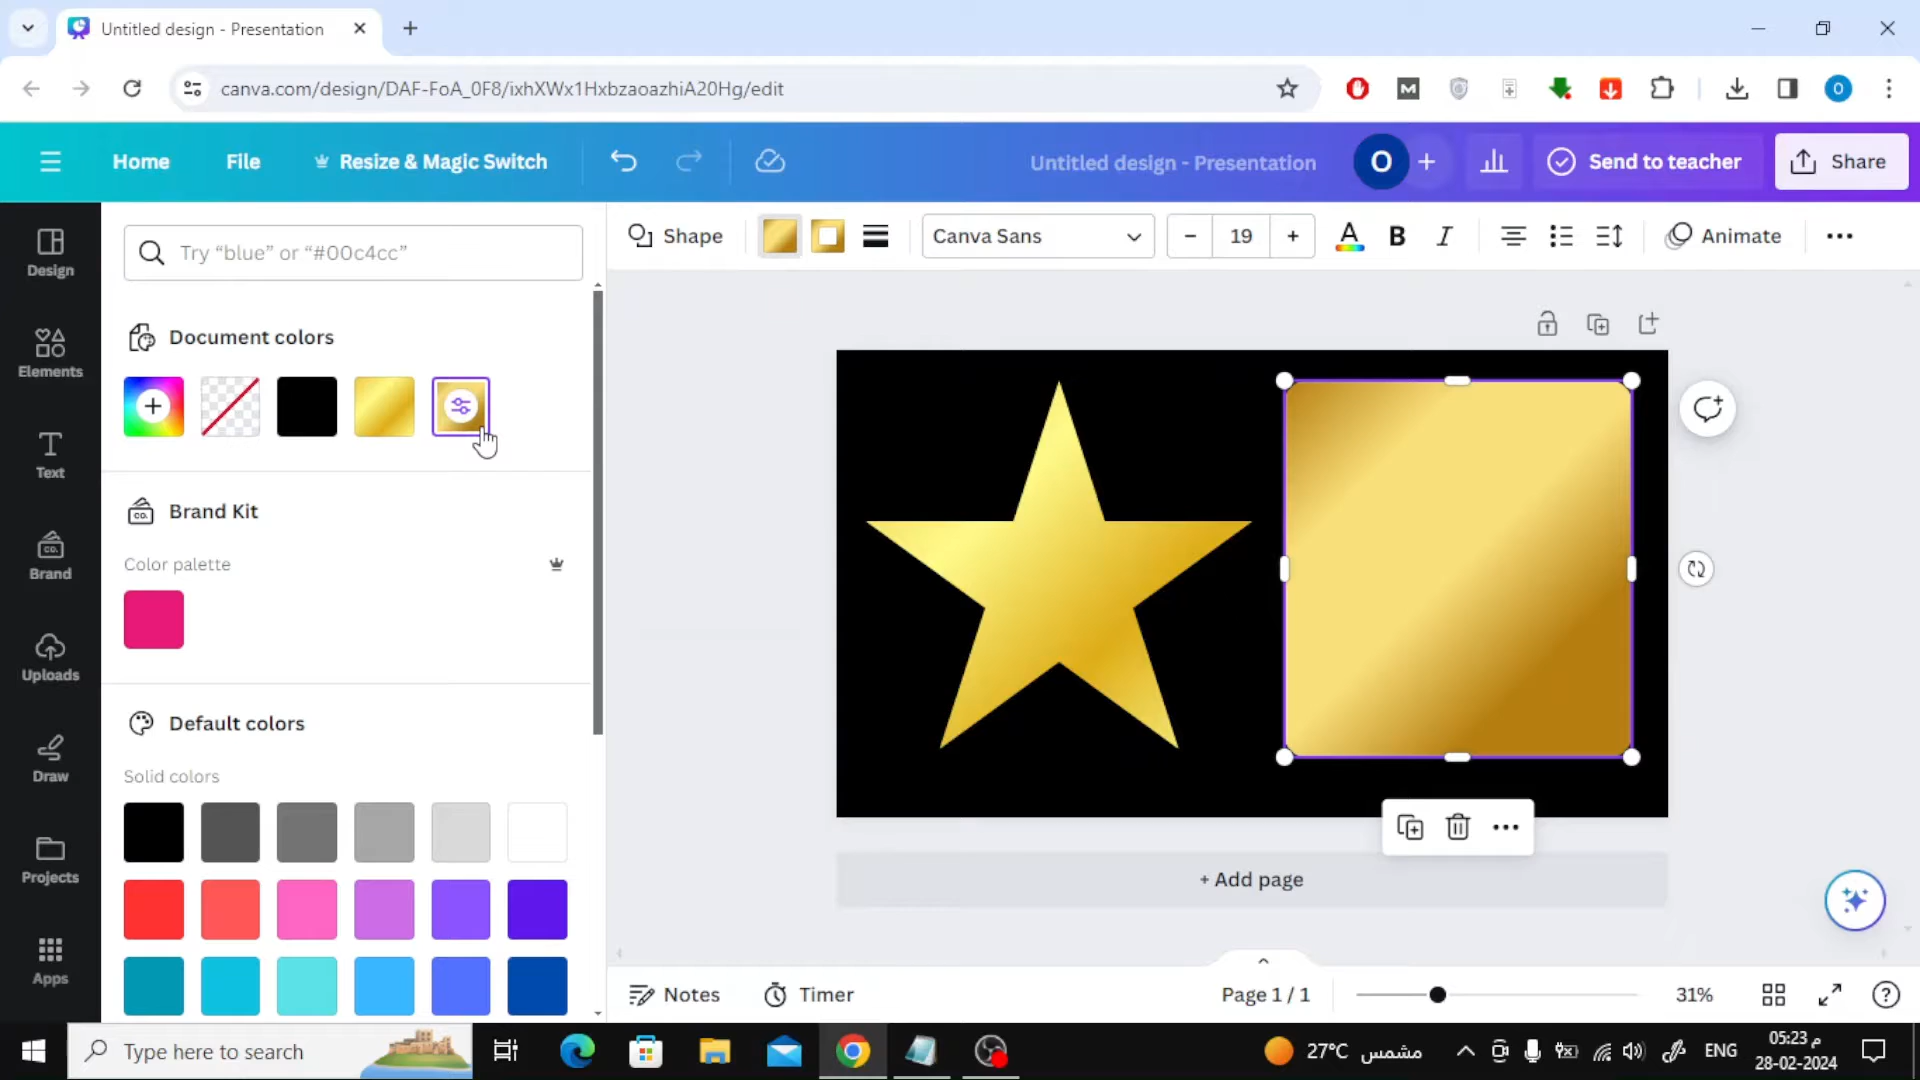 Untitled design - Presentation
canva.com/design/DAF-FoA_0F8/ixhXWx1HxbzaoazhiA20Hg/edit
M
O
Home
File
Resize & Magic Switch
Untitled design - Presentation
O
Send to teacher
Share
Design
Elements
Text
Brand
Uploads
Draw
Projects
Apps
Try “blue” or “#00c4cc”
Document colors
Brand Kit
Color palette
Default colors
Solid colors
Shape
Canva Sans
19
A
B
I
Animate
+ Add page
Notes
Timer
Page 1 / 1
31%
Type here to search
27°C مشمس
ENG
05:23 م
28-02-2024